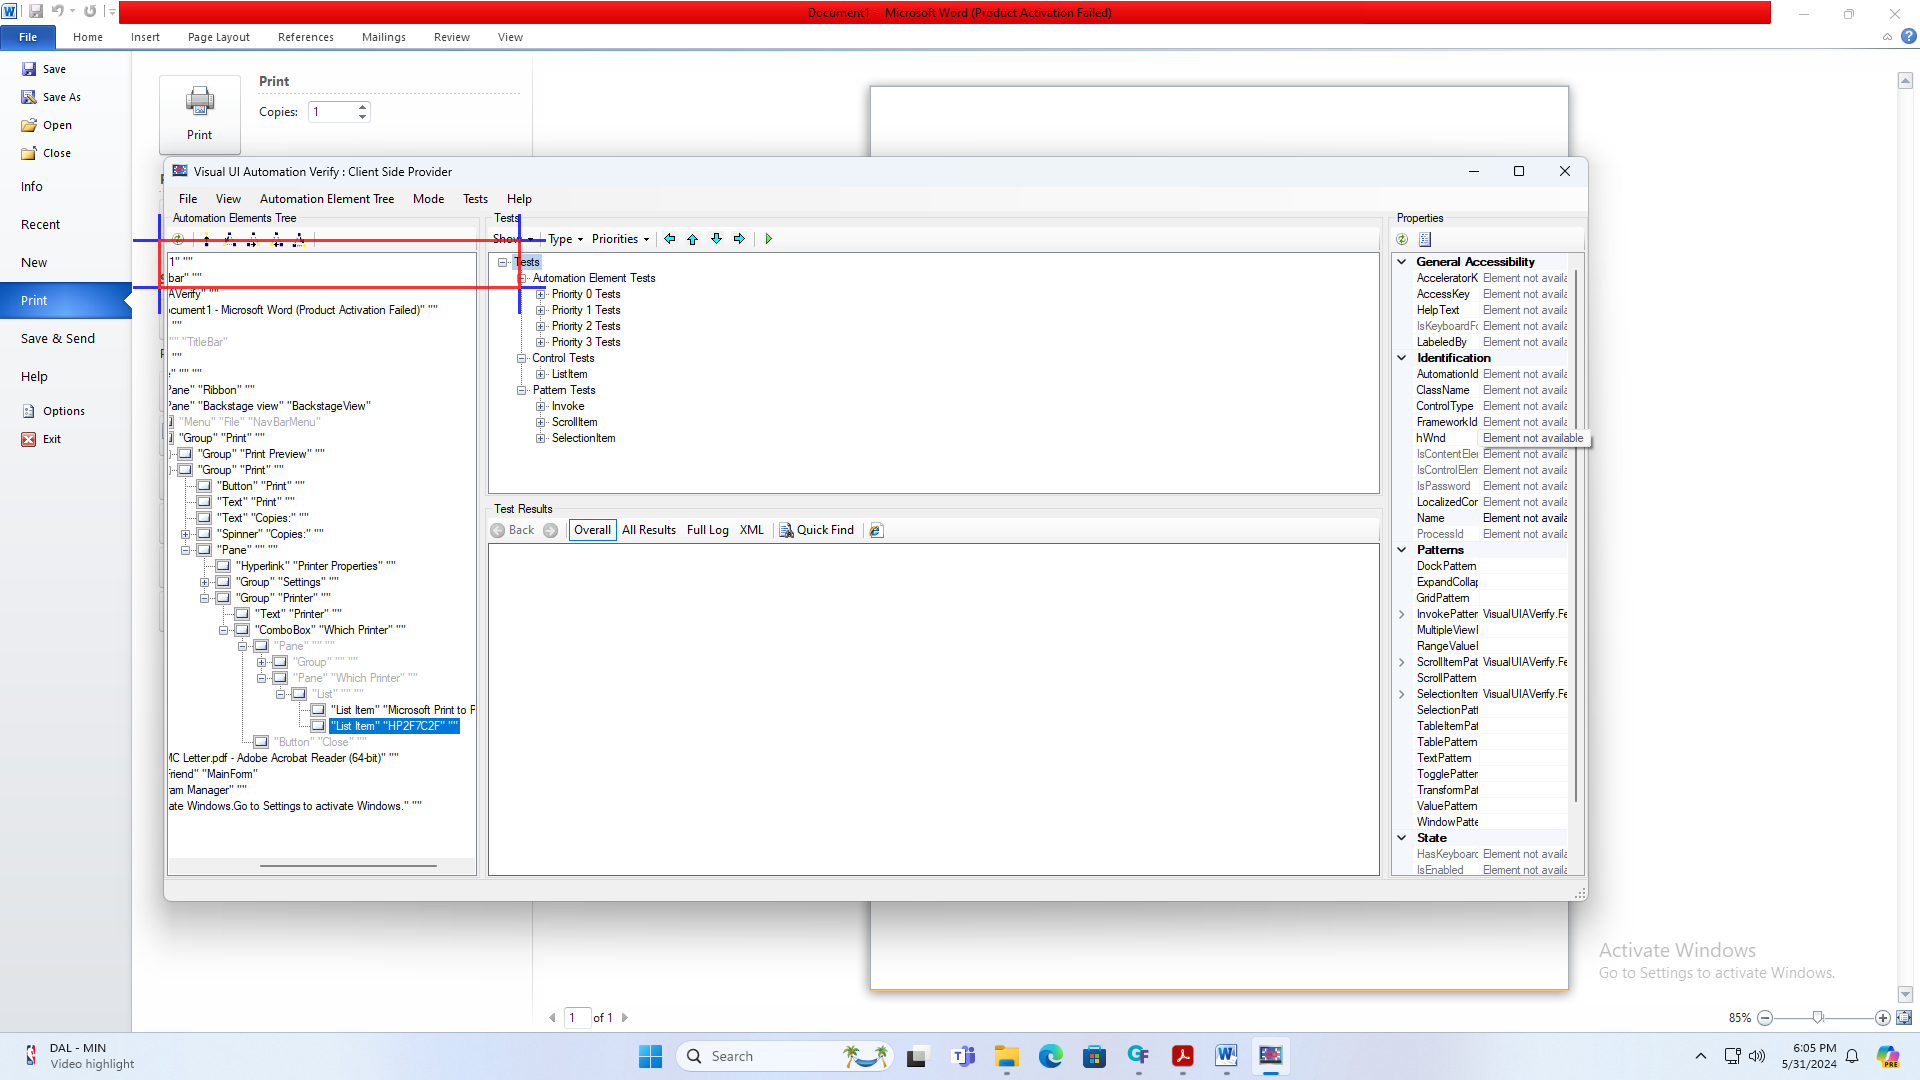 Document1 - Microsoft Word (Product Activation Failed)
File Home Insert Page Layout References Mailings Review View
Save
Save As
Open
Close
Info
Recent
New
Print
Save & Send
Help
Options
Exit
Print
Print
Copies: 1
Visual UI Automation Verify : Client Side Provider
File View Automation Element Tree Mode Tests Help
Automation Elements Tree
1" ""
bar" ""
AVerify" ""
cument1 - Microsoft Word (Product Activation Failed)" ""
""
"" "TitleBar"
""
" "" ""
Pane" "Ribbon" ""
Pane" "Backstage view" "BackstageView"
"Menu" "File" "NavBarMenu"
"Group" "Print" ""
"Group" "Print Preview" ""
"Group" "Print" ""
"Button" "Print" ""
"Text" "Print" ""
"Text" "Copies:" ""
"Spinner" "Copies:" ""
"Pane" "" ""
"Hyperlink" "Printer Properties" ""
"Group" "Settings" ""
"Group" "Printer" ""
"Text" "Printer" ""
"ComboBox" "Which Printer" ""
"Pane" "" ""
"Group" "" ""
"Pane" "Which Printer" ""
"List" "" ""
"List Item" "Microsoft Print to P
"List Item" "HP2F7C2F" ""
"Button" "Close" ""
MC Letter.pdf - Adobe Acrobat Reader (64-bit)" ""
riend" "MainForm"
am Manager" ""
ate Windows.Go to Settings to activate Windows." ""
Tests
Show Type Priorities
Tests
Automation Element Tests
Priority 0 Tests
Priority 1 Tests
Priority 2 Tests
Priority 3 Tests
Control Tests
ListItem
Pattern Tests
Invoke
ScrollItem
SelectionItem
Test Results
Back Overall All Results Full Log XML Quick Find
Properties
General Accessibility
AcceleratorK Element not availa
AccessKey Element not availa
HelpText Element not availa
IsKeyboardFo Element not availa
LabeledBy Element not availa
Identification
AutomationId Element not availa
ClassName Element not availa
ControlType Element not availa
FrameworkId Element not availa
hWnd Element not available
IsContentElen Element not availa
IsControlElem Element not availa
IsPassword Element not availa
LocalizedCor Element not availa
Name Element not availa
ProcessId Element not availa
Patterns
DockPattern
ExpandCollap
GridPattern
InvokePatter VisualUIAVerify.Fe
MultipleViewI
RangeValueI
ScrollItemPat VisualUIAVerify.Fe
ScrollPattern
SelectionItem VisualUIAVerify.Fe
SelectionPat
TableItemPat
TablePattern
TextPattern
TogglePatter
TransformPat
ValuePattern
WindowPatte
State
HasKeyboard Element not availa
IsEnabled Element not availa
Activate Windows
Go to Settings to activate Windows.
1 of 1
85%
DAL - MIN
Video highlight
Search
6:05 PM
5/31/2024
PRE